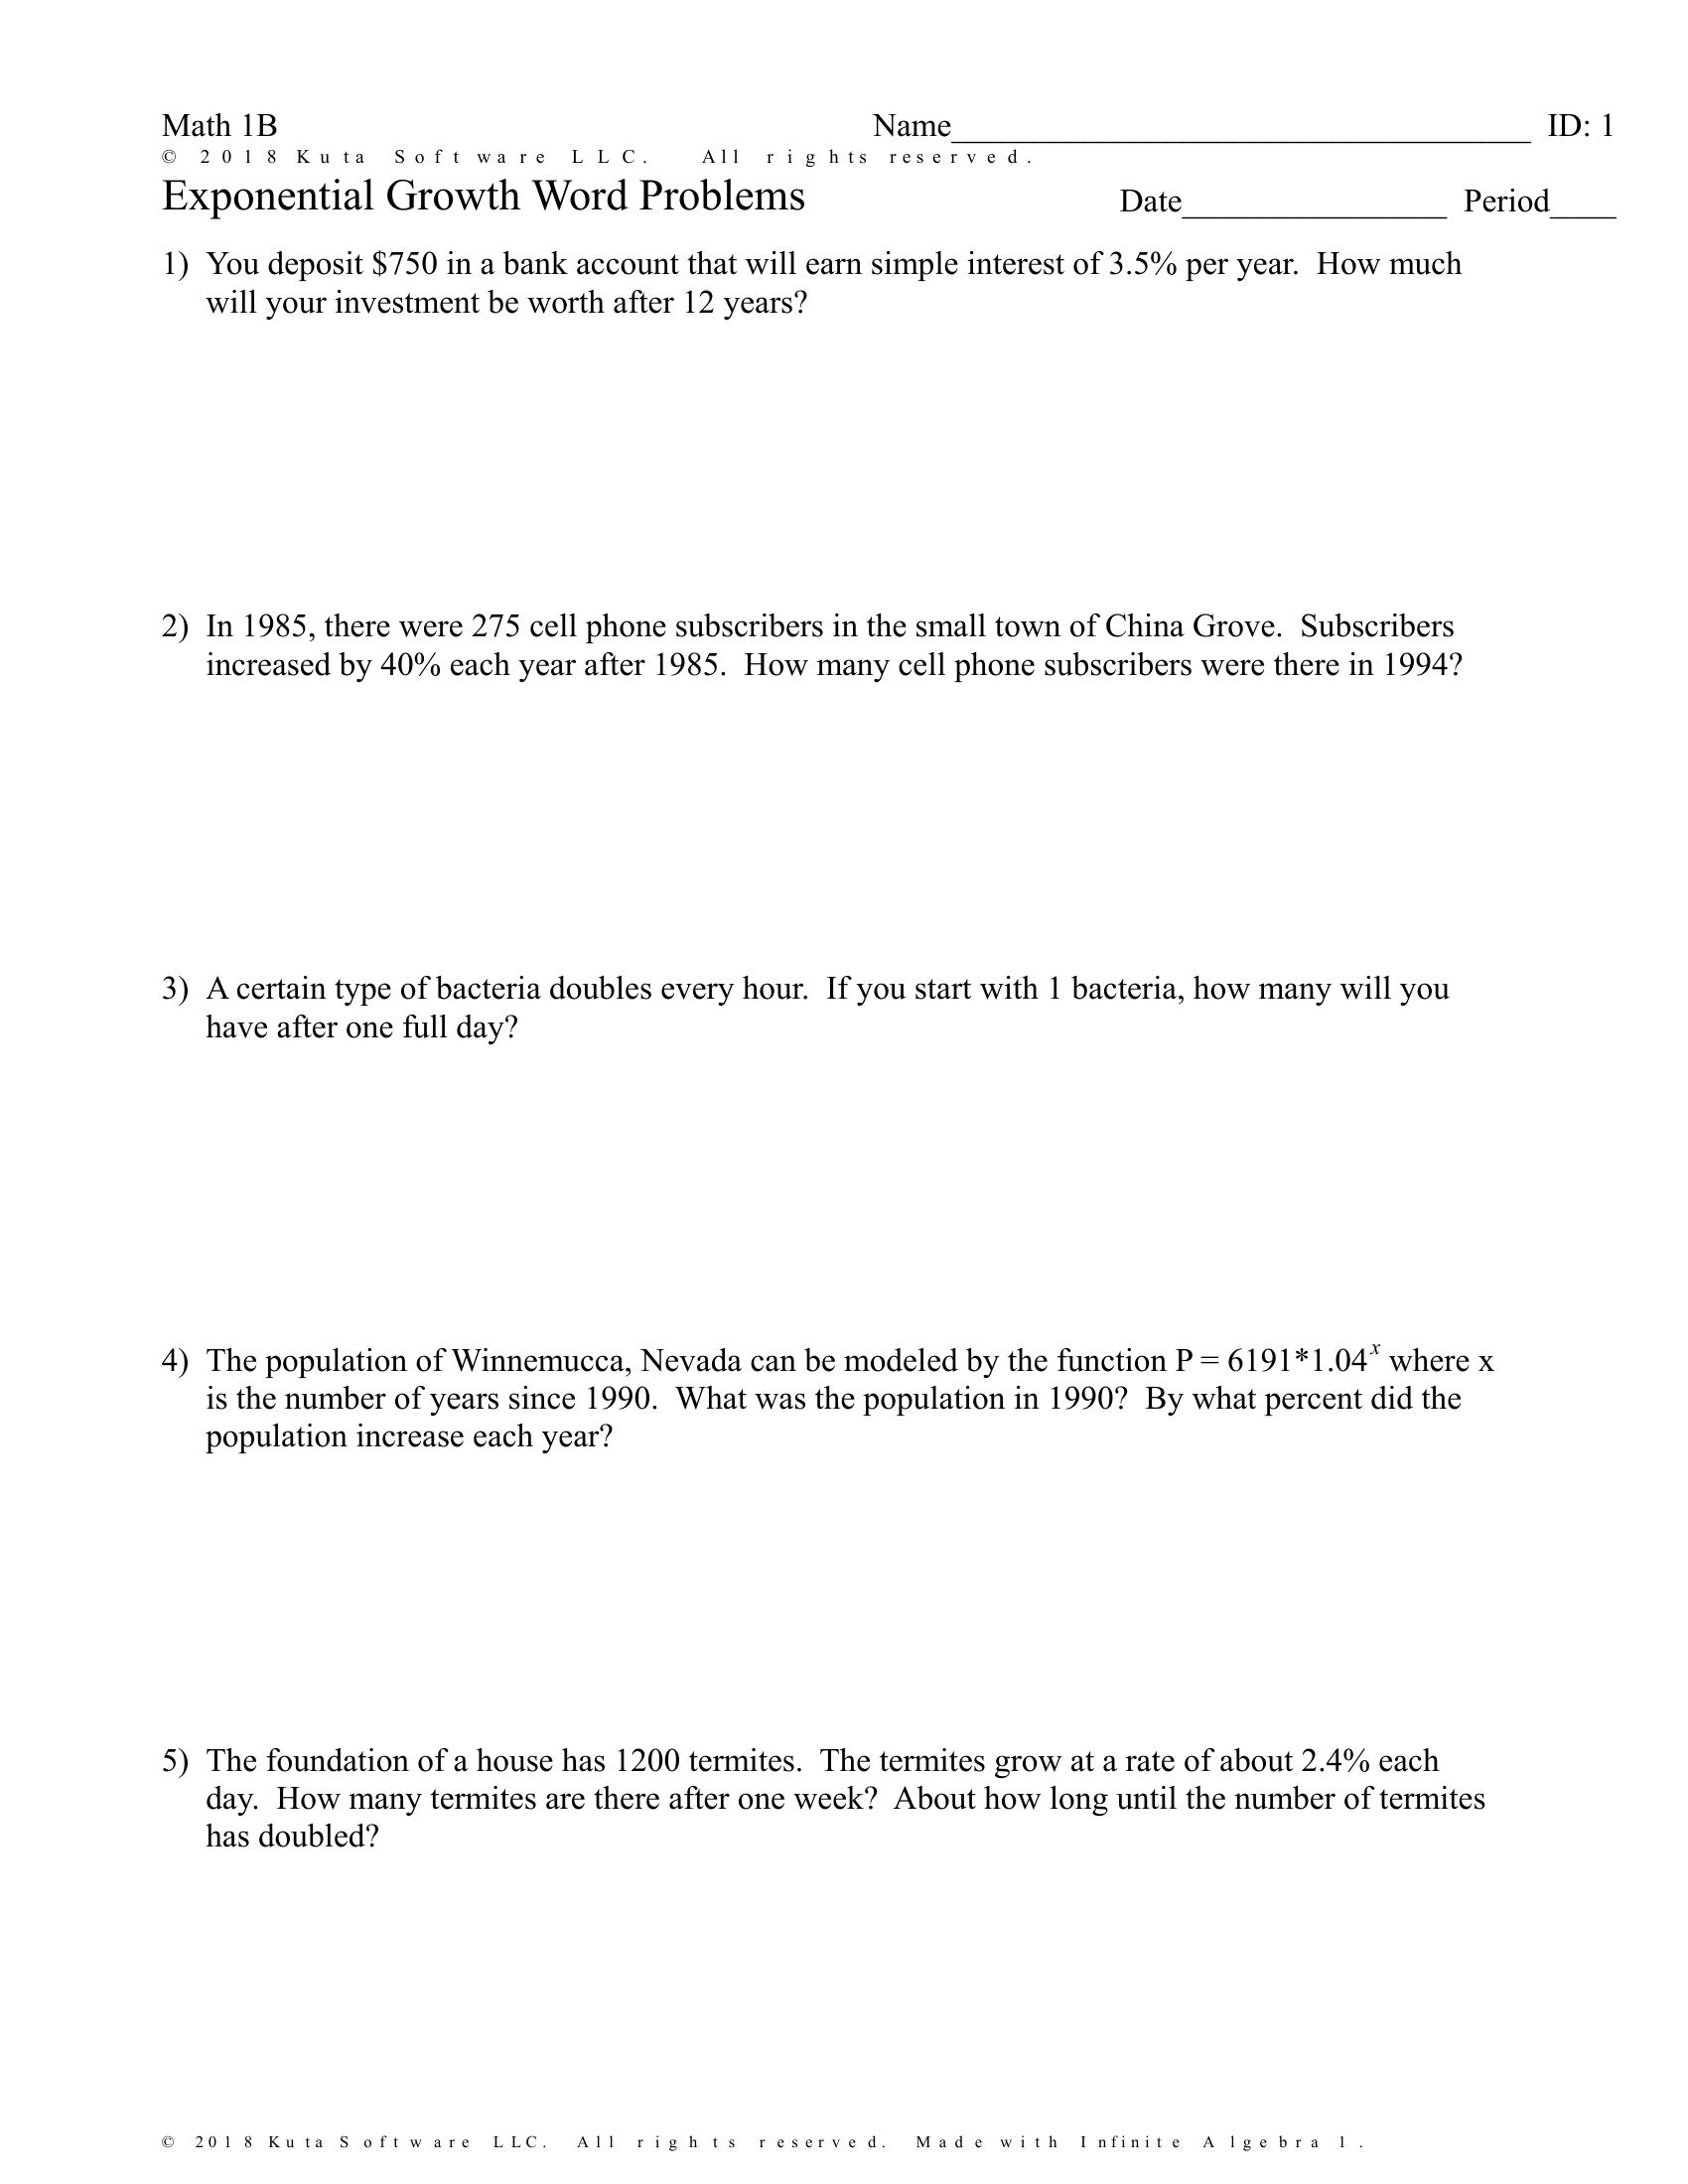 Math 1B Name___________________________________ ID: 1
© 2018 Kuta Software LLC. All rights reserved.
Exponential Growth Word Problems Date________________ Period____
1) You deposit $750 in a bank account that will earn simple interest of 3.5% per year. How much
will your investment be worth after 12 years?
2) In 1985, there were 275 cell phone subscribers in the small town of China Grove. Subscribers
increased by 40% each year after 1985. How many cell phone subscribers were there in 1994?
3) A certain type of bacteria doubles every hour. If you start with 1 bacteria, how many will you
have after one full day?
4) The population of Winnemucca, Nevada can be modeled by the function P = 6191*1.04ˣ where x
is the number of years since 1990. What was the population in 1990? By what percent did the
population increase each year?
5) The foundation of a house has 1200 termites. The termites grow at a rate of about 2.4% each
day. How many termites are there after one week? About how long until the number of termites
has doubled?
© 2018 Kuta Software LLC. All rights reserved. Made with Infinite Algebra 1.